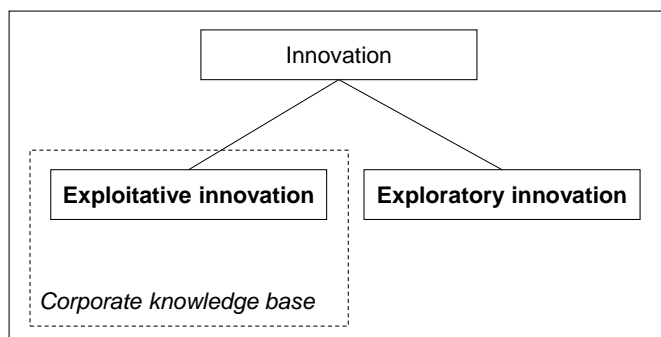 Innovation
Exploitative innovation
Exploratory innovation
Corporate knowledge base